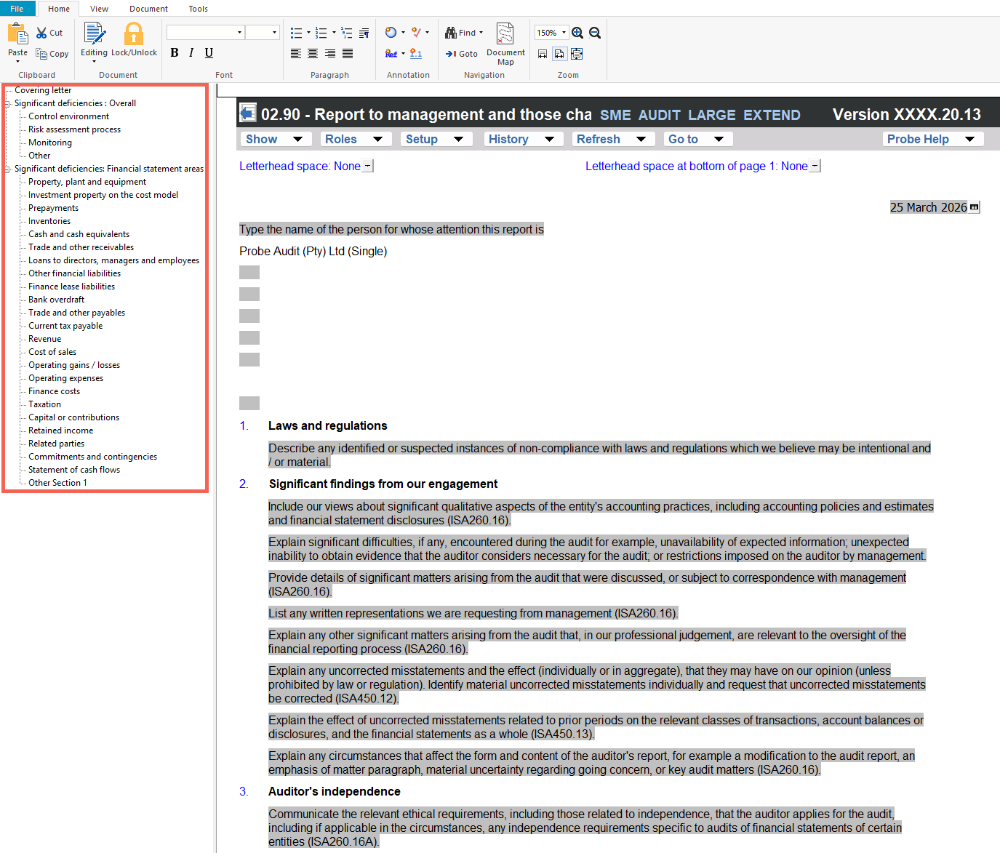 File Home View Document Tools
Paste Cut Copy Editing Lock/Unlock B I U Ref 1.1 Find Goto Document Map 150%
Clipboard Document Font Paragraph Annotation Navigation Zoom
Covering letter
Significant deficiencies : Overall
Control environment
Risk assessment process
Monitoring
Other
Significant deficiencies: Financial statement areas
Property, plant and equipment
Investment property on the cost model
Prepayments
Inventories
Cash and cash equivalents
Trade and other receivables
Loans to directors, managers and employees
Other financial liabilities
Finance lease liabilities
Bank overdraft
Trade and other payables
Current tax payable
Revenue
Cost of sales
Operating gains / losses
Operating expenses
Finance costs
Taxation
Capital or contributions
Retained income
Related parties
Commitments and contingencies
Statement of cash flows
Other Section 1
02.90 - Report to management and those cha SME AUDIT LARGE EXTEND Version XXXX.20.13
Show Roles Setup History Refresh Go to Probe Help
Letterhead space: None Letterhead space at bottom of page 1: None
25 March 2026
Type the name of the person for whose attention this report is
Probe Audit (Pty) Ltd (Single)
1. Laws and regulations
Describe any identified or suspected instances of non-compliance with laws and regulations which we believe may be intentional and
/ or material.
2. Significant findings from our engagement
Include our views about significant qualitative aspects of the entity's accounting practices, including accounting policies and estimates
and financial statement disclosures (ISA260.16).
Explain significant difficulties, if any, encountered during the audit for example, unavailability of expected information; unexpected
inability to obtain evidence that the auditor considers necessary for the audit; or restrictions imposed on the auditor by management.
Provide details of significant matters arising from the audit that were discussed, or subject to correspondence with management
(ISA260.16).
List any written representations we are requesting from management (ISA260.16).
Explain any other significant matters arising from the audit that, in our professional judgement, are relevant to the oversight of the
financial reporting process (ISA260.16).
Explain any uncorrected misstatements and the effect (individually or in aggregate), that they may have on our opinion (unless
prohibited by law or regulation). Identify material uncorrected misstatements individually and request that uncorrected misstatements
be corrected (ISA450.12).
Explain the effect of uncorrected misstatements related to prior periods on the relevant classes of transactions, account balances or
disclosures, and the financial statements as a whole (ISA450.13).
Explain any circumstances that affect the form and content of the auditor's report, for example a modification to the audit report, an
emphasis of matter paragraph, material uncertainty regarding going concern, or key audit matters (ISA260.16).
3. Auditor's independence
Communicate the relevant ethical requirements, including those related to independence, that the auditor applies for the audit,
including if applicable in the circumstances, any independence requirements specific to audits of financial statements of certain
entities (ISA260.16A).